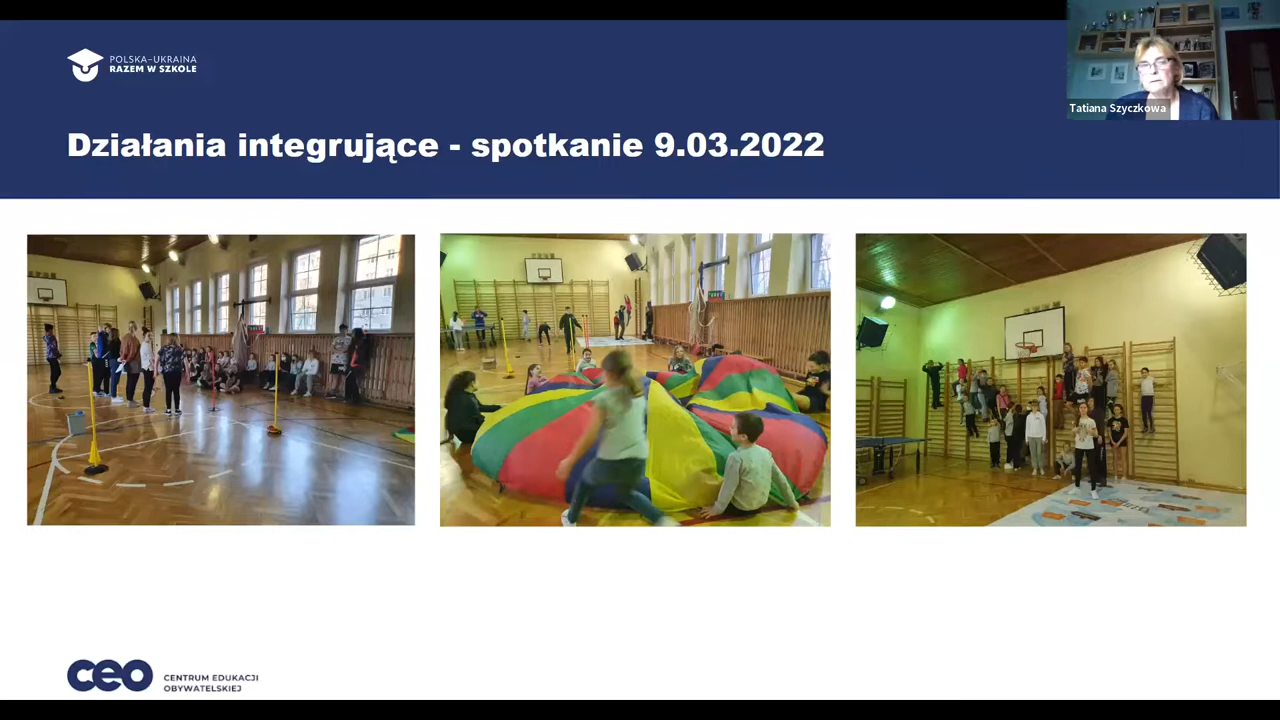 POLSKA–UKRAINA
RAZEM W SZKOLE
Tatiana Szyczkowa
Działania integrujące - spotkanie 9.03.2022
ceo
CENTRUM EDUKACJI
OBYWATELSKIEJ